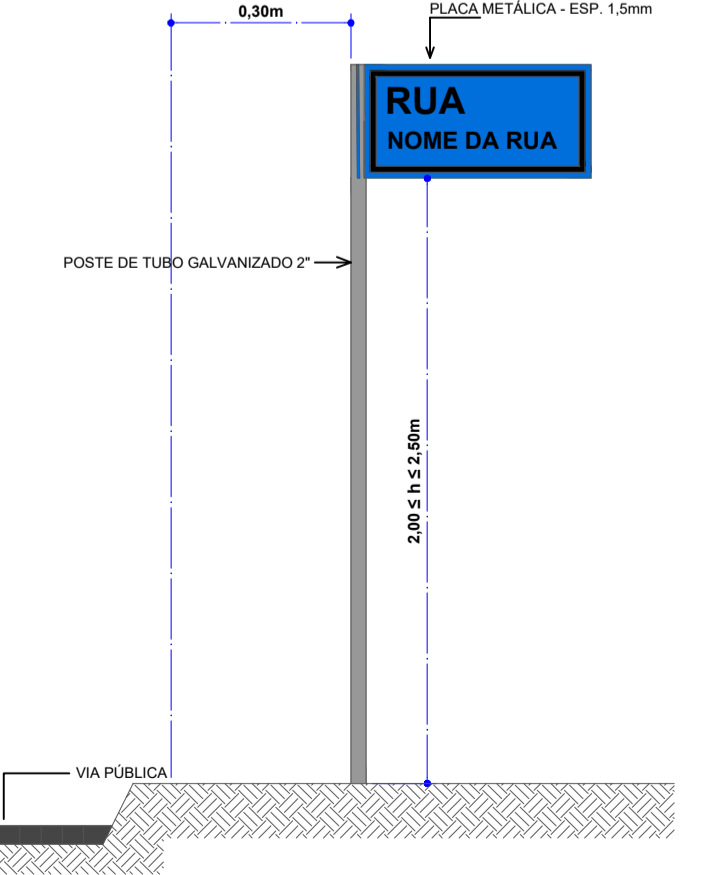 PLACA METÁLICA - ESP. 1,5mm
0,30m
RUA
NOME DA RUA
POSTE DE TUBO GALVANIZADO 2"
2,00 ≤ h ≤ 2,50m
VIA PÚBLICA